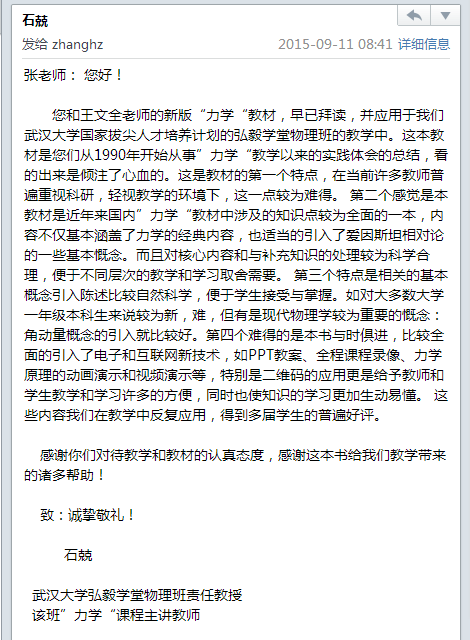 石兢
发给 zhanghz 2015-09-11 08:41 详细信息
张老师： 您好！
您和王文全老师的新版“力学“教材，早已拜读，并应用于我们
武汉大学国家拔尖人才培养计划的弘毅学堂物理班的教学中。这本教
材是您们从1990年开始从事”力学“教学以来的实践体会的总结，看
的出来是倾注了心血的。这是教材的第一个特点，在当前许多教师普
遍重视科研，轻视教学的环境下，这一点较为难得。 第二个感觉是本
教材是近年来国内”力学“教材中涉及的知识点较为全面的一本，内
容不仅基本涵盖了力学的经典内容，也适当的引入了爱因斯坦相对论
的一些基本慨念。而且对核心内容和与补充知识的处理较为科学合
理，便于不同层次的教学和学习取舍需要。 第三个特点是相关的基本
概念引入陈述比较自然科学，便于学生接受与掌握。如对大多数大学
一年级本科生来说较为新，难，但有是现代物理学较为重要的慨念：
角动量概念的引入就比较好。第四个难得的是本书与时俱进，比较全
面的引入了电子和互联网新技术，如PPT教案、全程课程录像、力学
原理的动画演示和视频演示等，特别是二维码的应用更是给予教师和
学生教学和学习许多的方便，同时也使知识的学习更加生动易懂。 这
些内容我们在教学中反复应用，得到多届学生的普遍好评。
感谢你们对待教学和教材的认真态度，感谢这本书给我们教学带来
的诸多帮助！
致：诚挚敬礼！
石兢
武汉大学弘毅学堂物理班责任教授
该班”力学“课程主讲教师